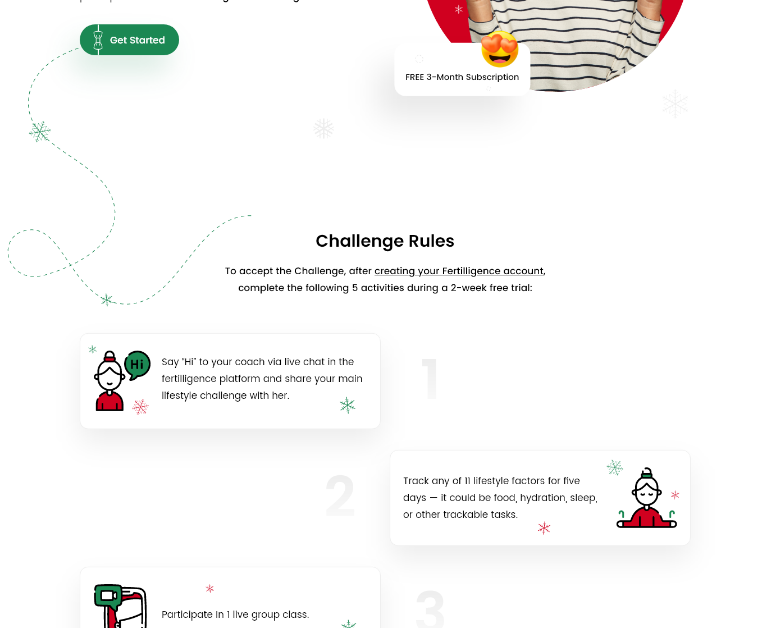 Get Started
FREE 3-Month Subscription
Challenge Rules
To accept the Challenge, after creating your Fertilligence account,
complete the following 5 activities during a 2-week free trial:
Hi
Say “Hi” to your coach via live chat in the
fertilligence platform and share your main
lifestyle challenge with her.
1
2
Track any of 11 lifestyle factors for five
days — it could be food, hydration, sleep,
or other trackable tasks.
Participate in 1 live group class.
3